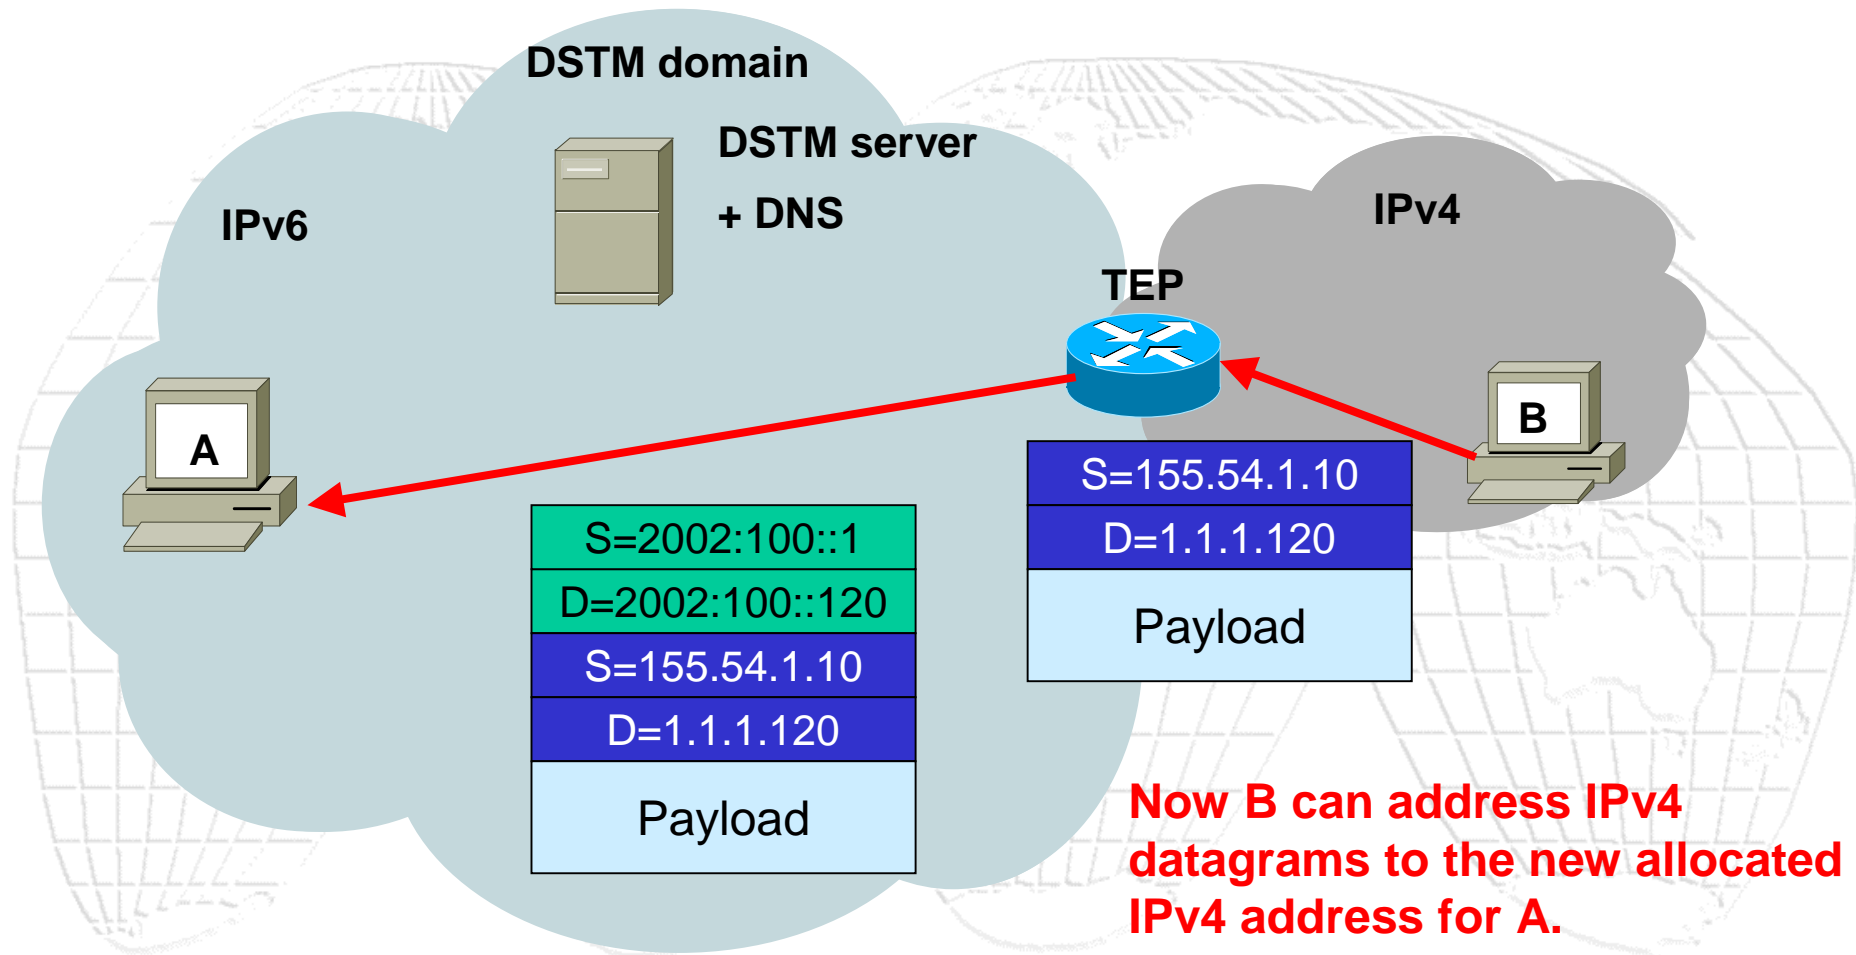 DSTM domain
DSTM server
+ DNS
IPv6
IPv4
TEP
A
B
S=155.54.1.10
D=1.1.1.120
Payload
S=2002:100::1
D=2002:100::120
S=155.54.1.10
D=1.1.1.120
Payload
Now B can address IPv4
datagrams to the new allocated
IPv4 address for A.